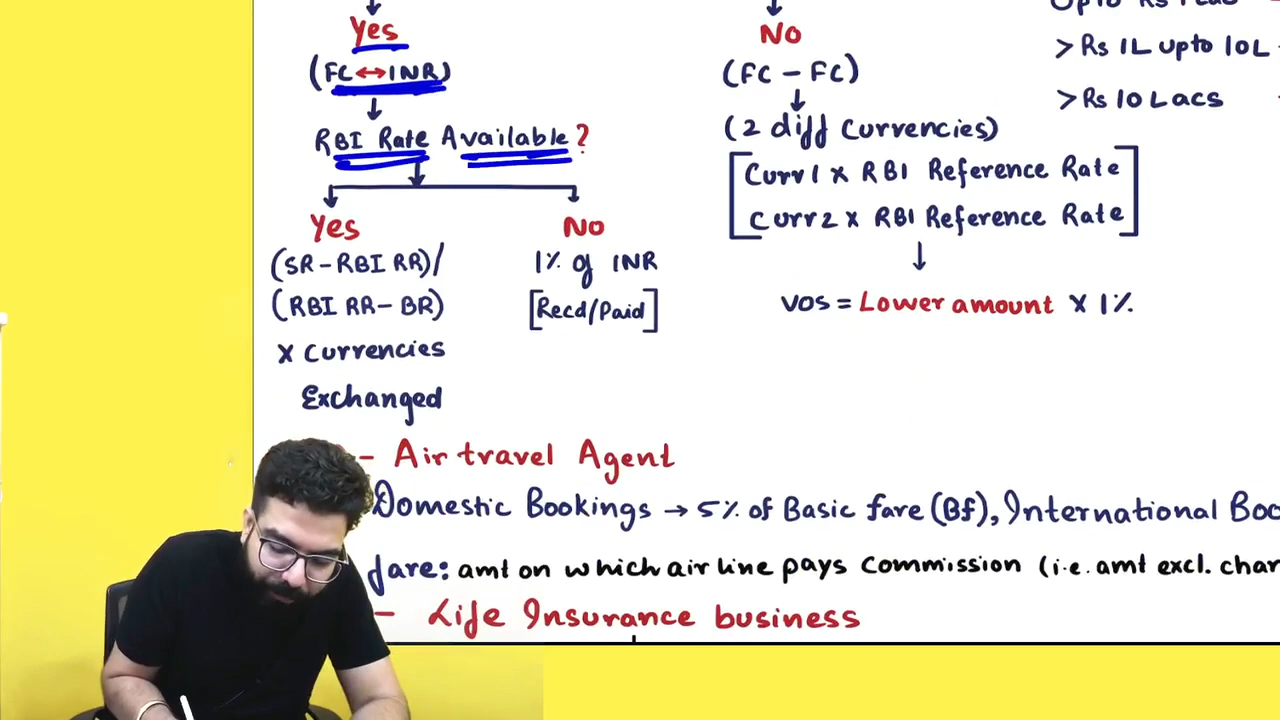 Yes
(FC ↔ INR)
RBI Rate Available?
Yes
(SR-RBI RR)/
(RBI RR-BR)
x Currencies
Exchanged
No
1% of INR
[Recd/Paid]
No
(FC - FC)
(2 diff Currencies)
[Curr1 x RBI Reference Rate
Curr2 x RBI Reference Rate]
VOS = Lower amount x 1%
> Rs 1L upto 10L
> Rs 10 Lacs
- Air travel Agent
Domestic Bookings → 5% of Basic fare (Bf), International
fare: amt on which airline pays Commission (i.e. amt excl.
- Life Insurance business